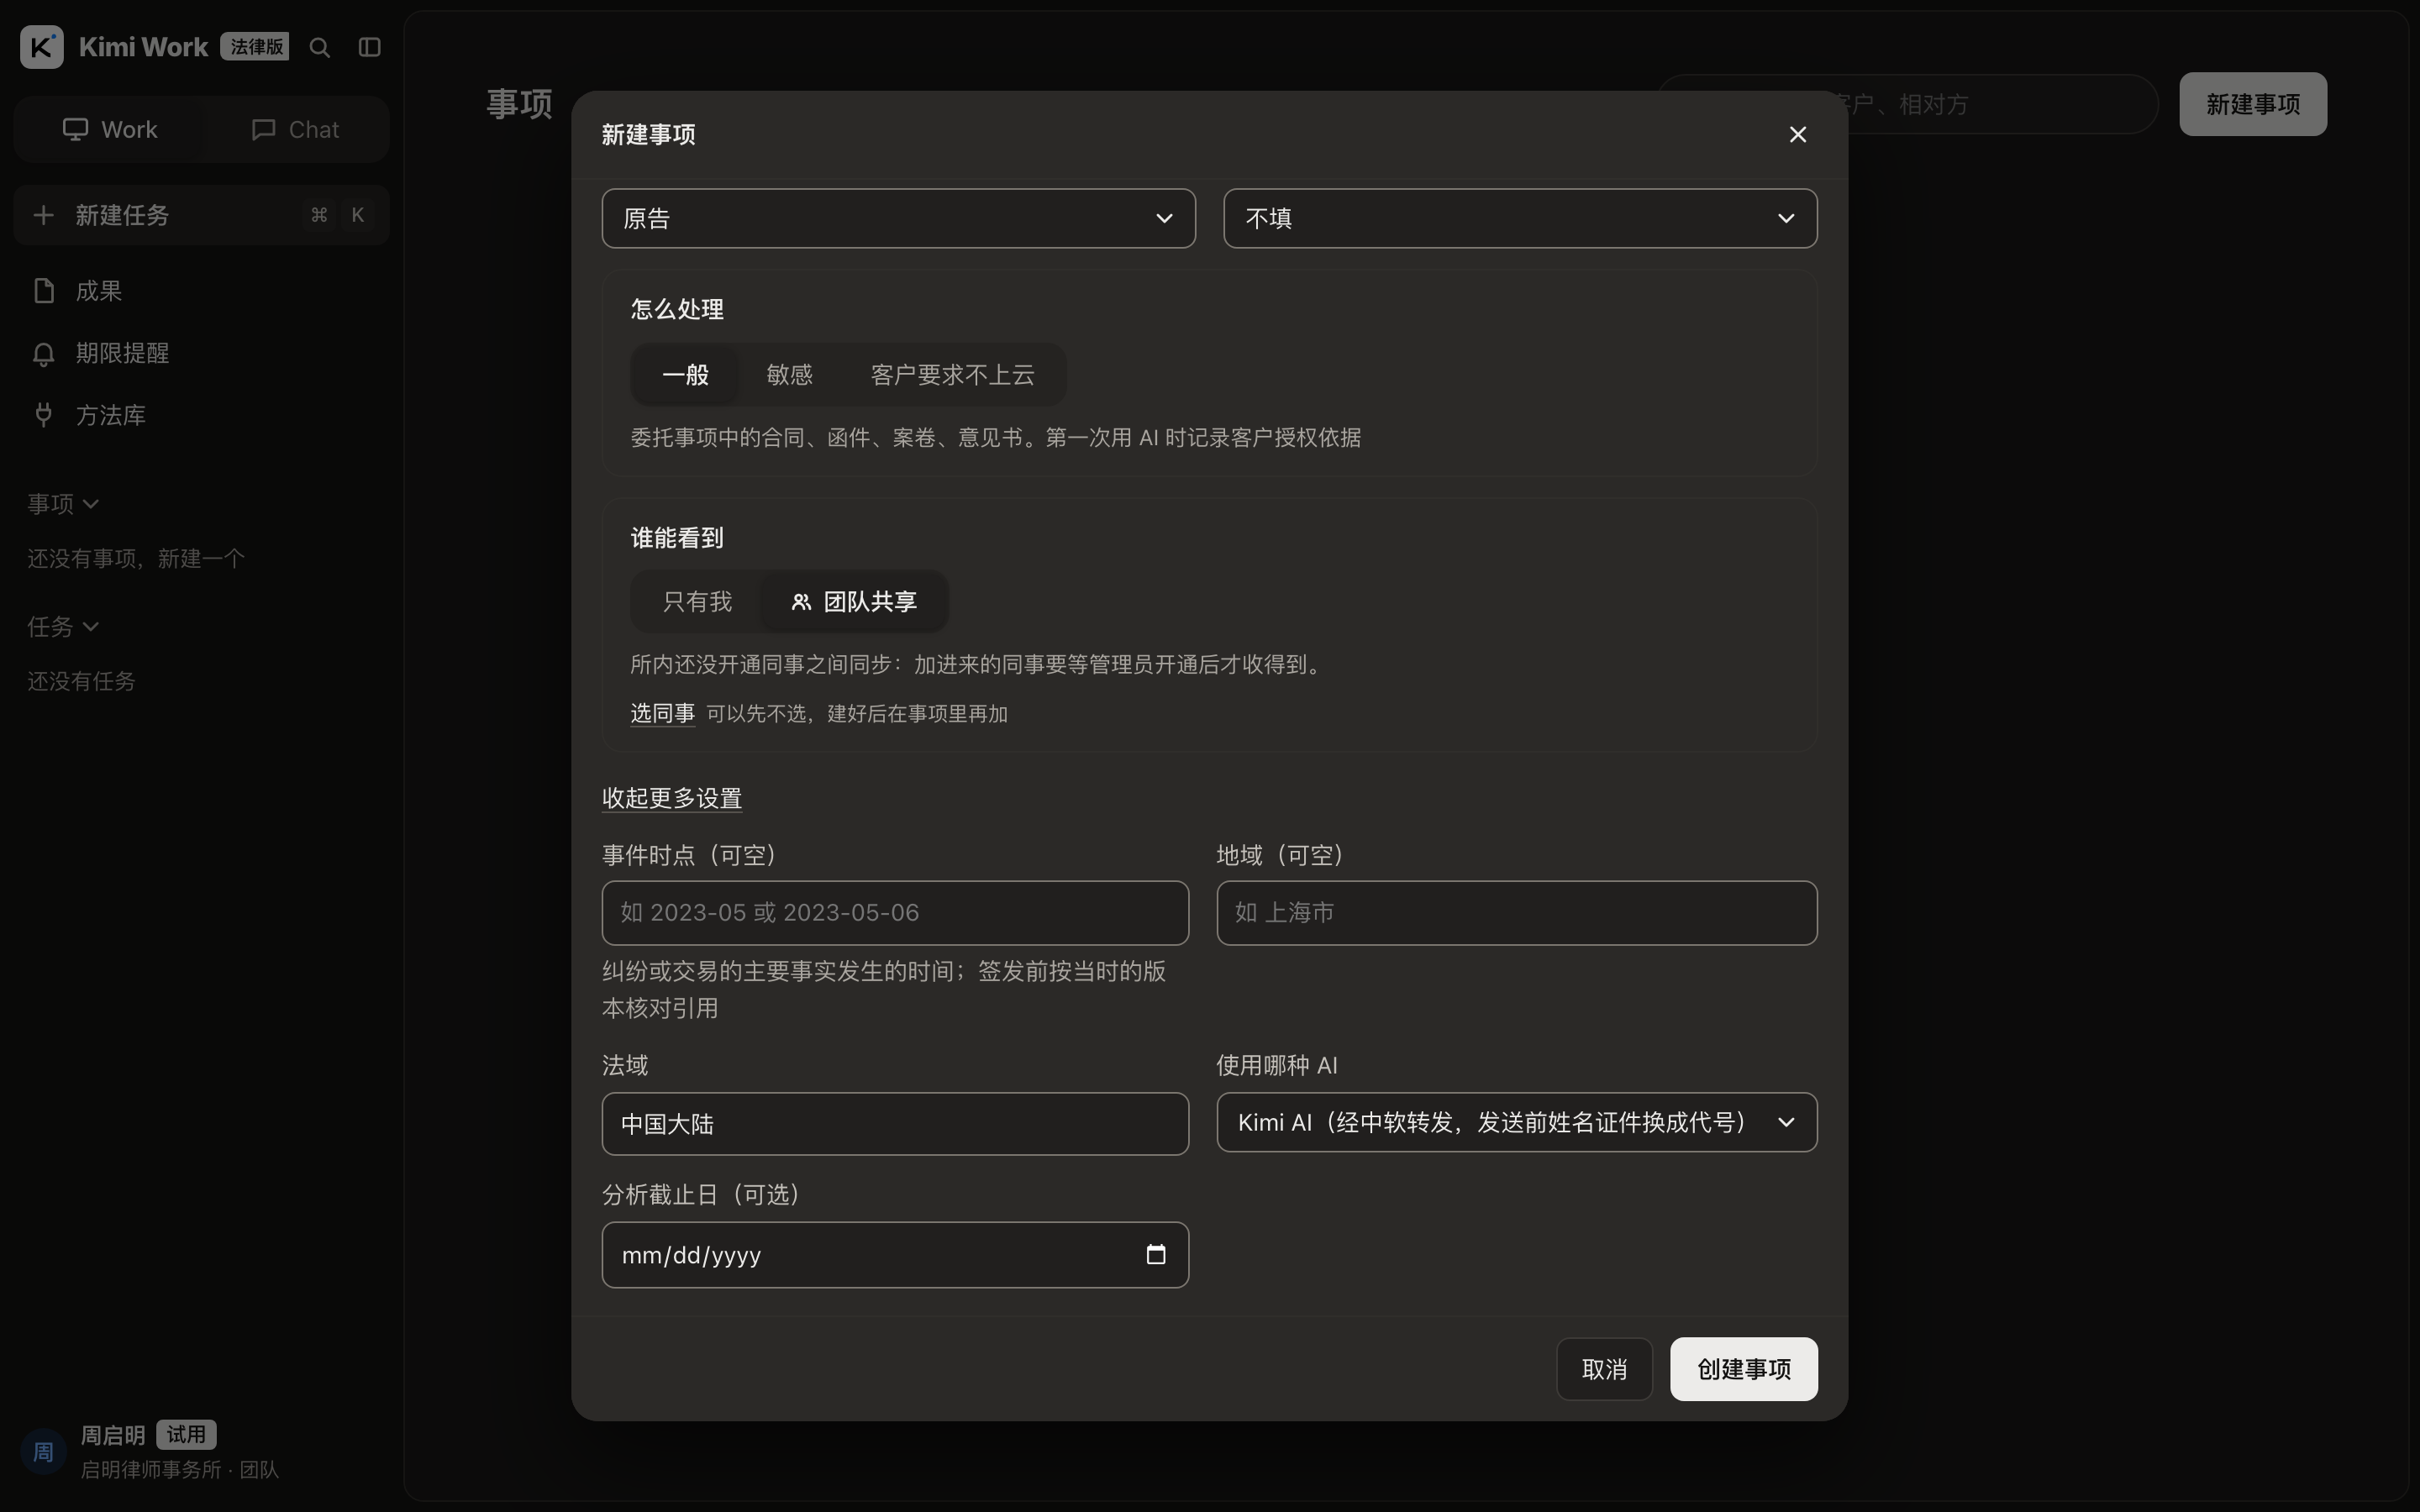 Kimi Work 法律版
Work
Chat
新建任务 ⌘ K
成果
期限提醒
方法库
事项
还没有事项，新建一个
任务
还没有任务
周
周启明 试用
启明律师事务所 · 团队
事项
户、相对方
新建事项
新建事项
原告
不填
怎么处理
一般
敏感
客户要求不上云
委托事项中的合同、函件、案卷、意见书。第一次用 AI 时记录客户授权依据
谁能看到
只有我
团队共享
所内还没开通同事之间同步：加进来的同事要等管理员开通后才收得到。
选同事 可以先不选，建好后在事项里再加
收起更多设置
事件时点（可空）
地域（可空）
如 2023-05 或 2023-05-06
如 上海市
纠纷或交易的主要事实发生的时间；签发前按当时的版
本核对引用
法域
使用哪种 AI
中国大陆
Kimi AI（经中软转发，发送前姓名证件换成代号）
分析截止日（可选）
mm/dd/yyyy
取消
创建事项